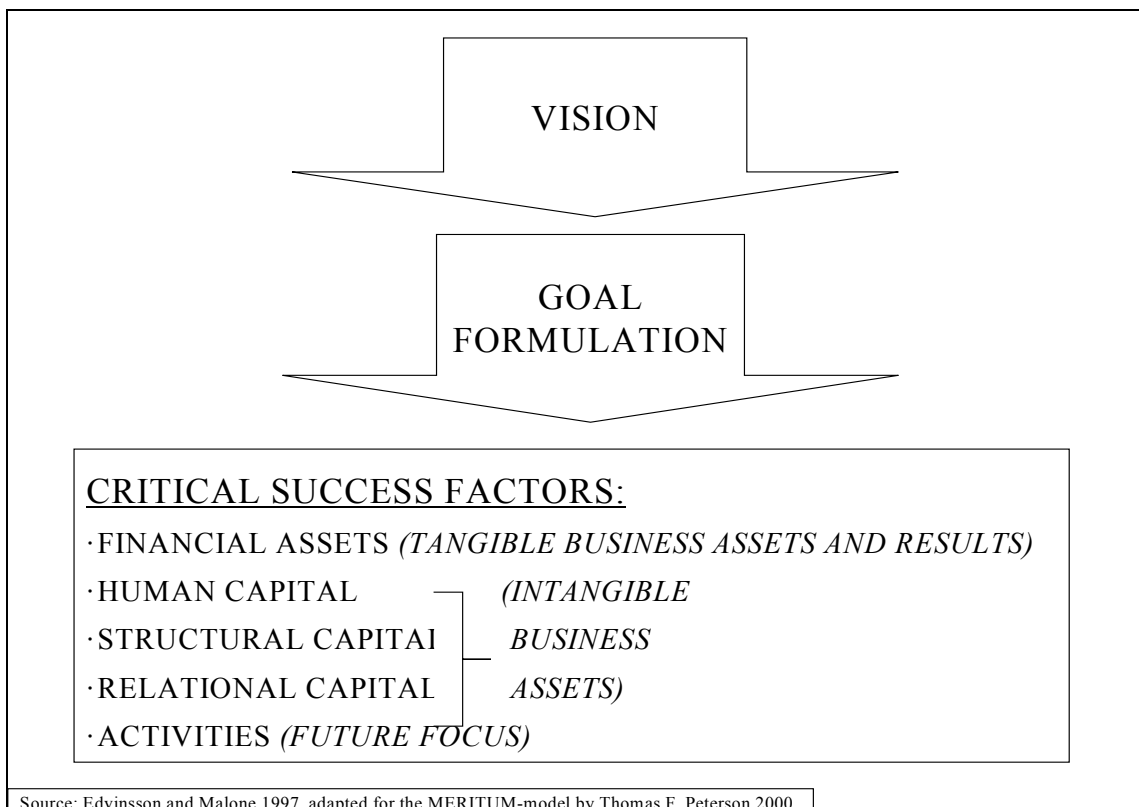 VISION
GOAL
FORMULATION
CRITICAL SUCCESS FACTORS:
·FINANCIAL ASSETS (TANGIBLE BUSINESS ASSETS AND RESULTS)
·HUMAN CAPITAL (INTANGIBLE
·STRUCTURAL CAPITAL BUSINESS
·RELATIONAL CAPITAL ASSETS)
·ACTIVITIES (FUTURE FOCUS)
Source: Edvinsson and Malone 1997, adapted for the MERITUM-model by Thomas F. Peterson 2000